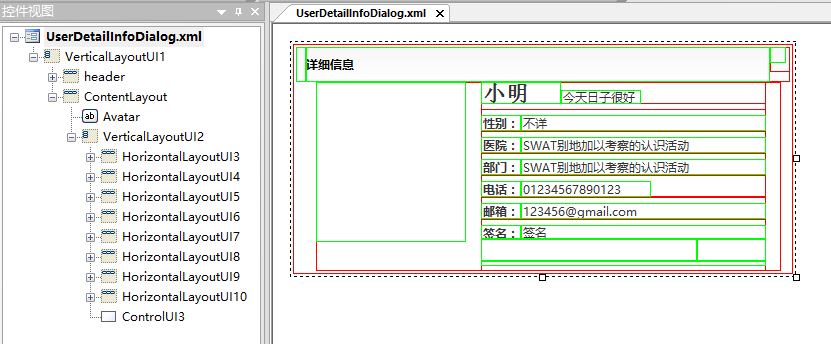 控件视图
UserDetailInfoDialog.xml
VerticalLayoutUI1
header
ContentLayout
ab Avatar
VerticalLayoutUI2
HorizontalLayoutUI3
HorizontalLayoutUI4
HorizontalLayoutUI5
HorizontalLayoutUI6
HorizontalLayoutUI7
HorizontalLayoutUI8
HorizontalLayoutUI9
HorizontalLayoutUI10
ControlUI3
UserDetailInfoDialog.xml
详细信息
小明 今天日子很好
性别：不详
医院：SWAT别地加以考察的认识活动
部门：SWAT别地加以考察的认识活动
电话：01234567890123
邮箱：123456@gmail.com
签名：签名